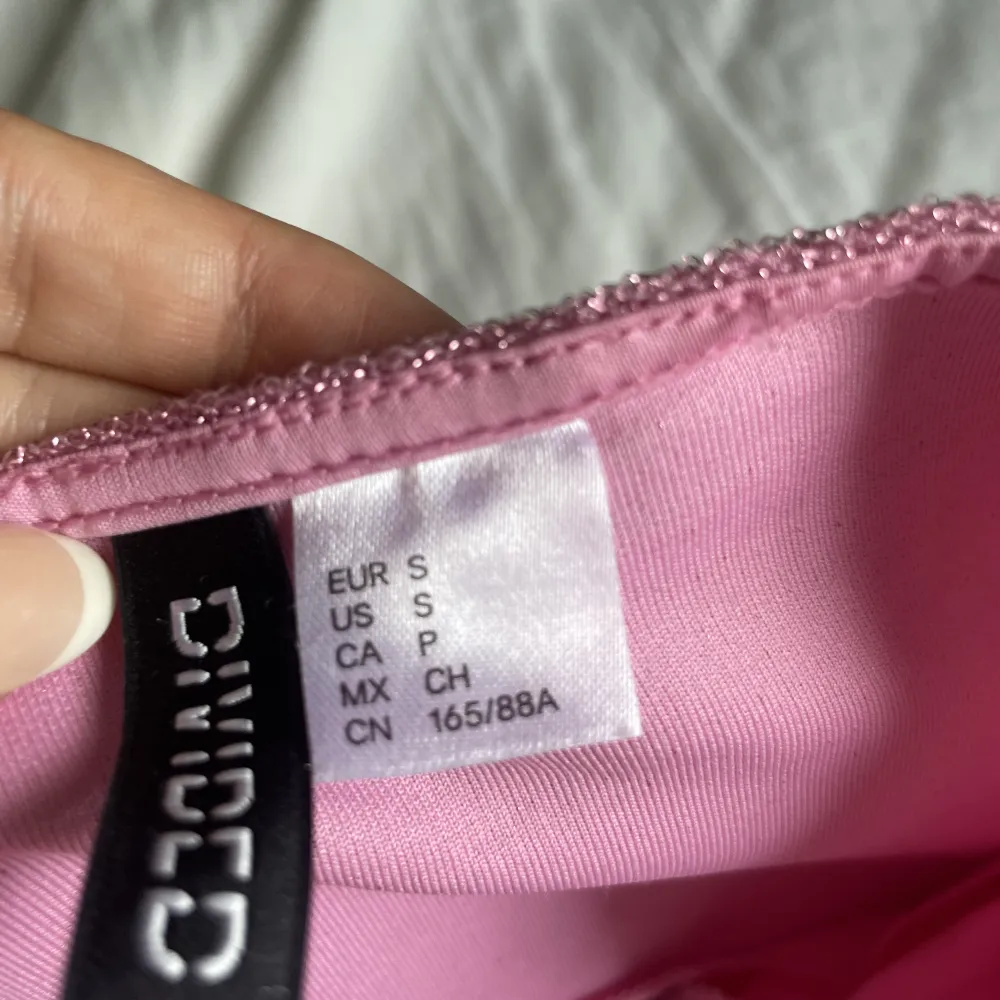 DIVIDED
EUR S
US S
CA P
MX CH
CN 165/88A